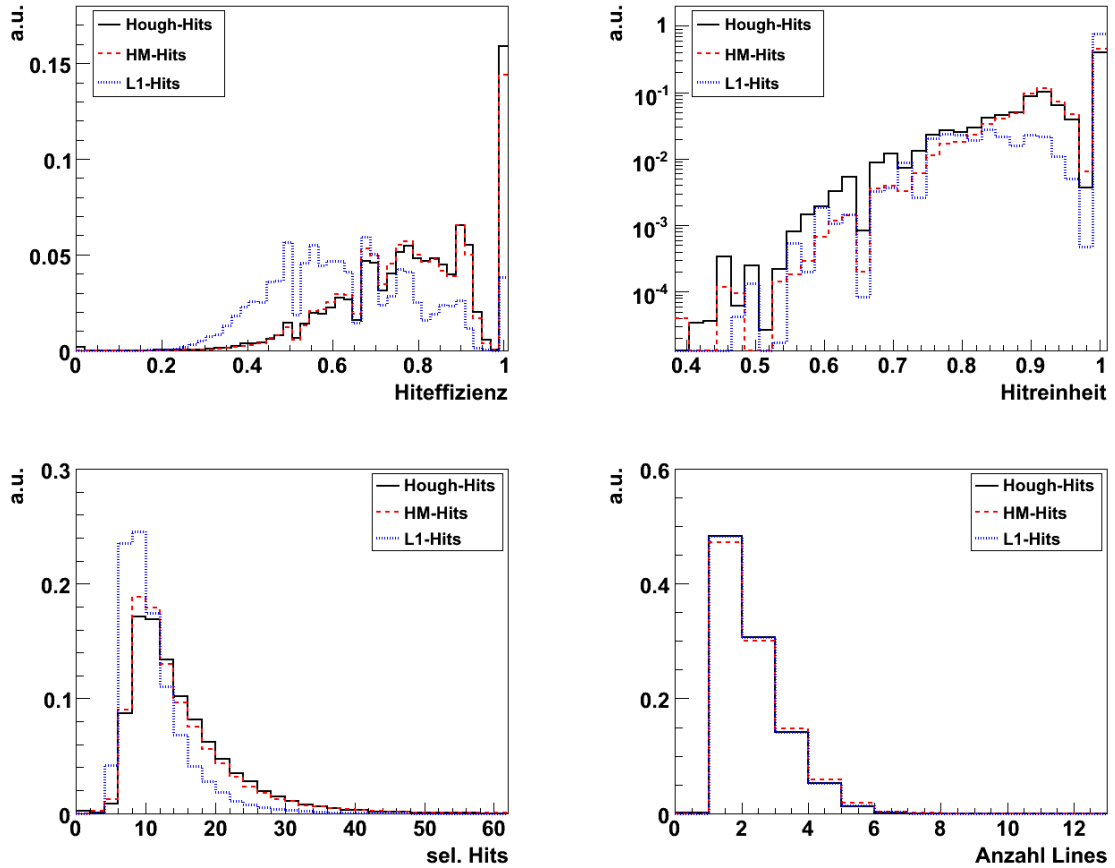 a.u.
Hough-Hits
HM-Hits
L1-Hits
0.15
0.1
0.05
0
0 0.2 0.4 0.6 0.8 1
Hiteffizienz
a.u.
Hough-Hits
HM-Hits
L1-Hits
1
10-1
10-2
10-3
10-4
0.4 0.5 0.6 0.7 0.8 0.9 1
Hitreinheit
a.u.
Hough-Hits
HM-Hits
L1-Hits
0.3
0.2
0.1
0
0 10 20 30 40 50 60
sel. Hits
a.u.
Hough-Hits
HM-Hits
L1-Hits
0.6
0.4
0.2
0
0 2 4 6 8 10 12
Anzahl Lines